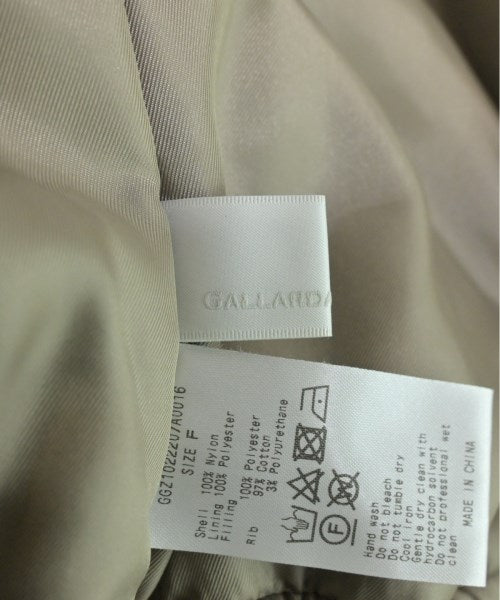 GALLARDA
GGZ1022207A0016
SIZE F
Shell 100% Nylon
Lining 100% Polyester
Filling
Rib 100% Polyester
97% Cotton
3% Polyurethane
F
W
Hand wash
Do not bleach
Do not tumble dry
Cool iron
Gentle dry clean with
hydrocarbon solvent
Do not professional wet
clean
MADE IN CHINA